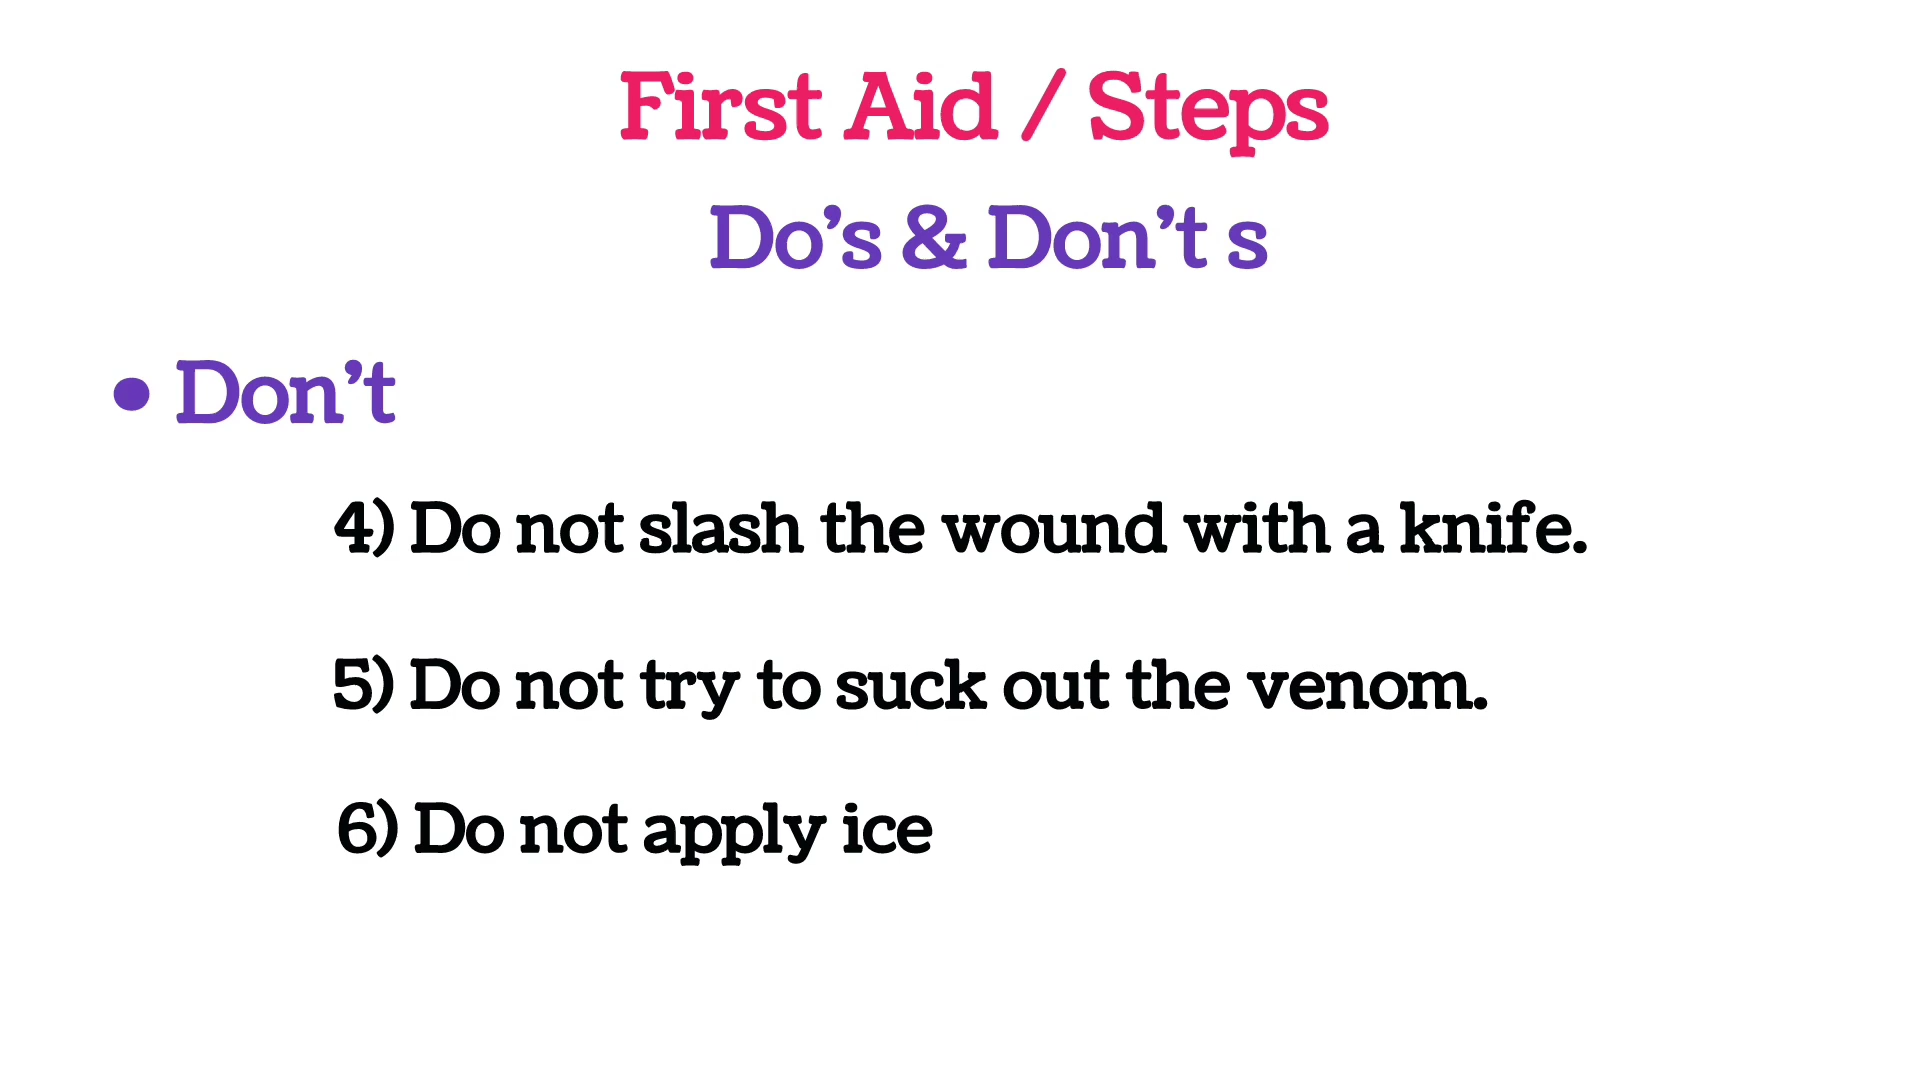 First Aid / Steps
Do’s & Don’t s
• Don’t
4) Do not slash the wound with a knife.
5) Do not try to suck out the venom.
6) Do not apply ice